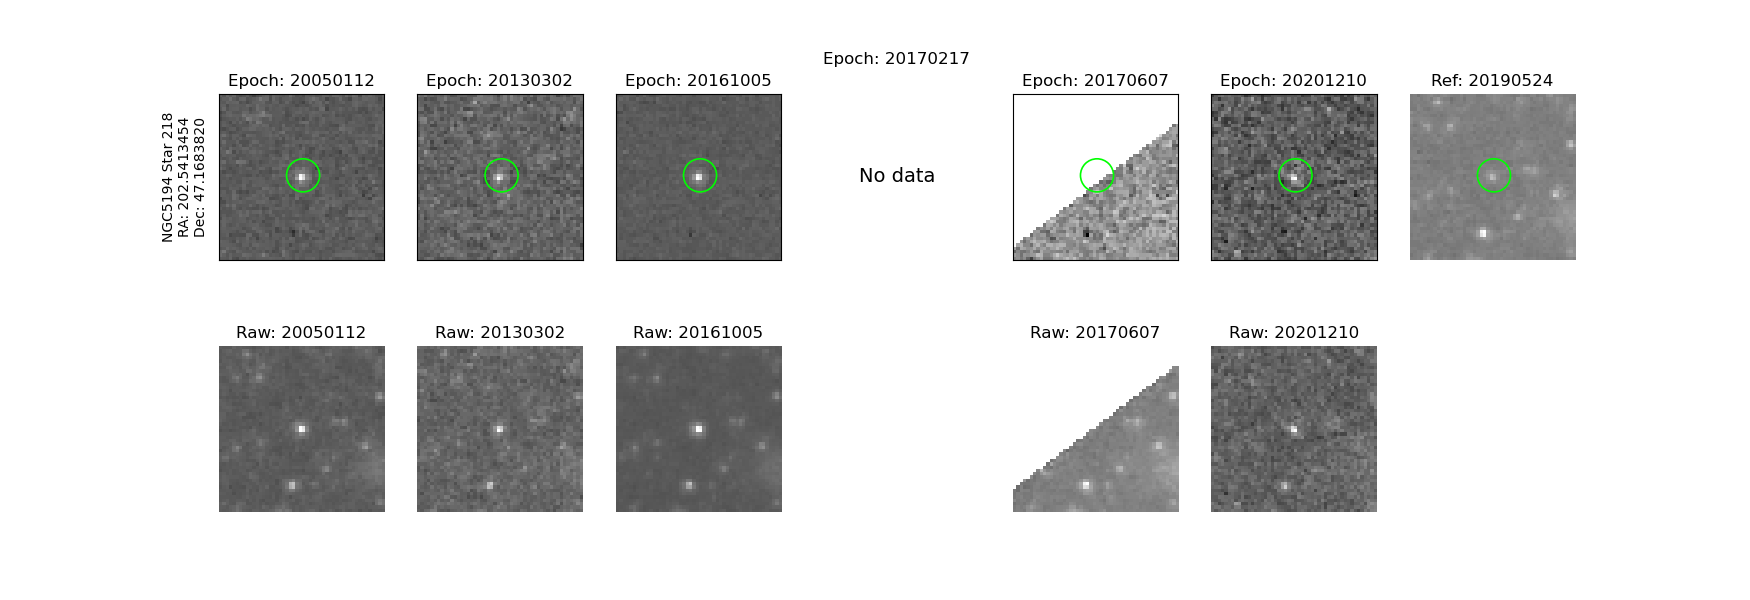 Epoch: 20170217
Epoch: 20050112
Epoch: 20130302
Epoch: 20161005
Epoch: 20170607
Epoch: 20201210
Ref: 20190524
NGC5194 Star 218
RA: 202.5413454
Dec: 47.1683820
No data
Raw: 20050112
Raw: 20130302
Raw: 20161005
Raw: 20170607
Raw: 20201210